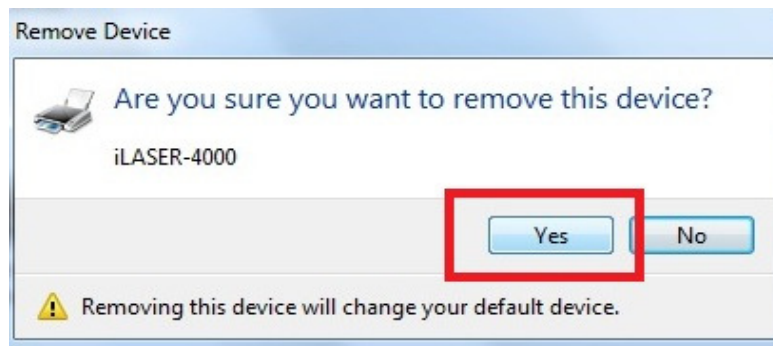 Remove Device
Are you sure you want to remove this device?
iLASER-4000
Yes No
Removing this device will change your default device.